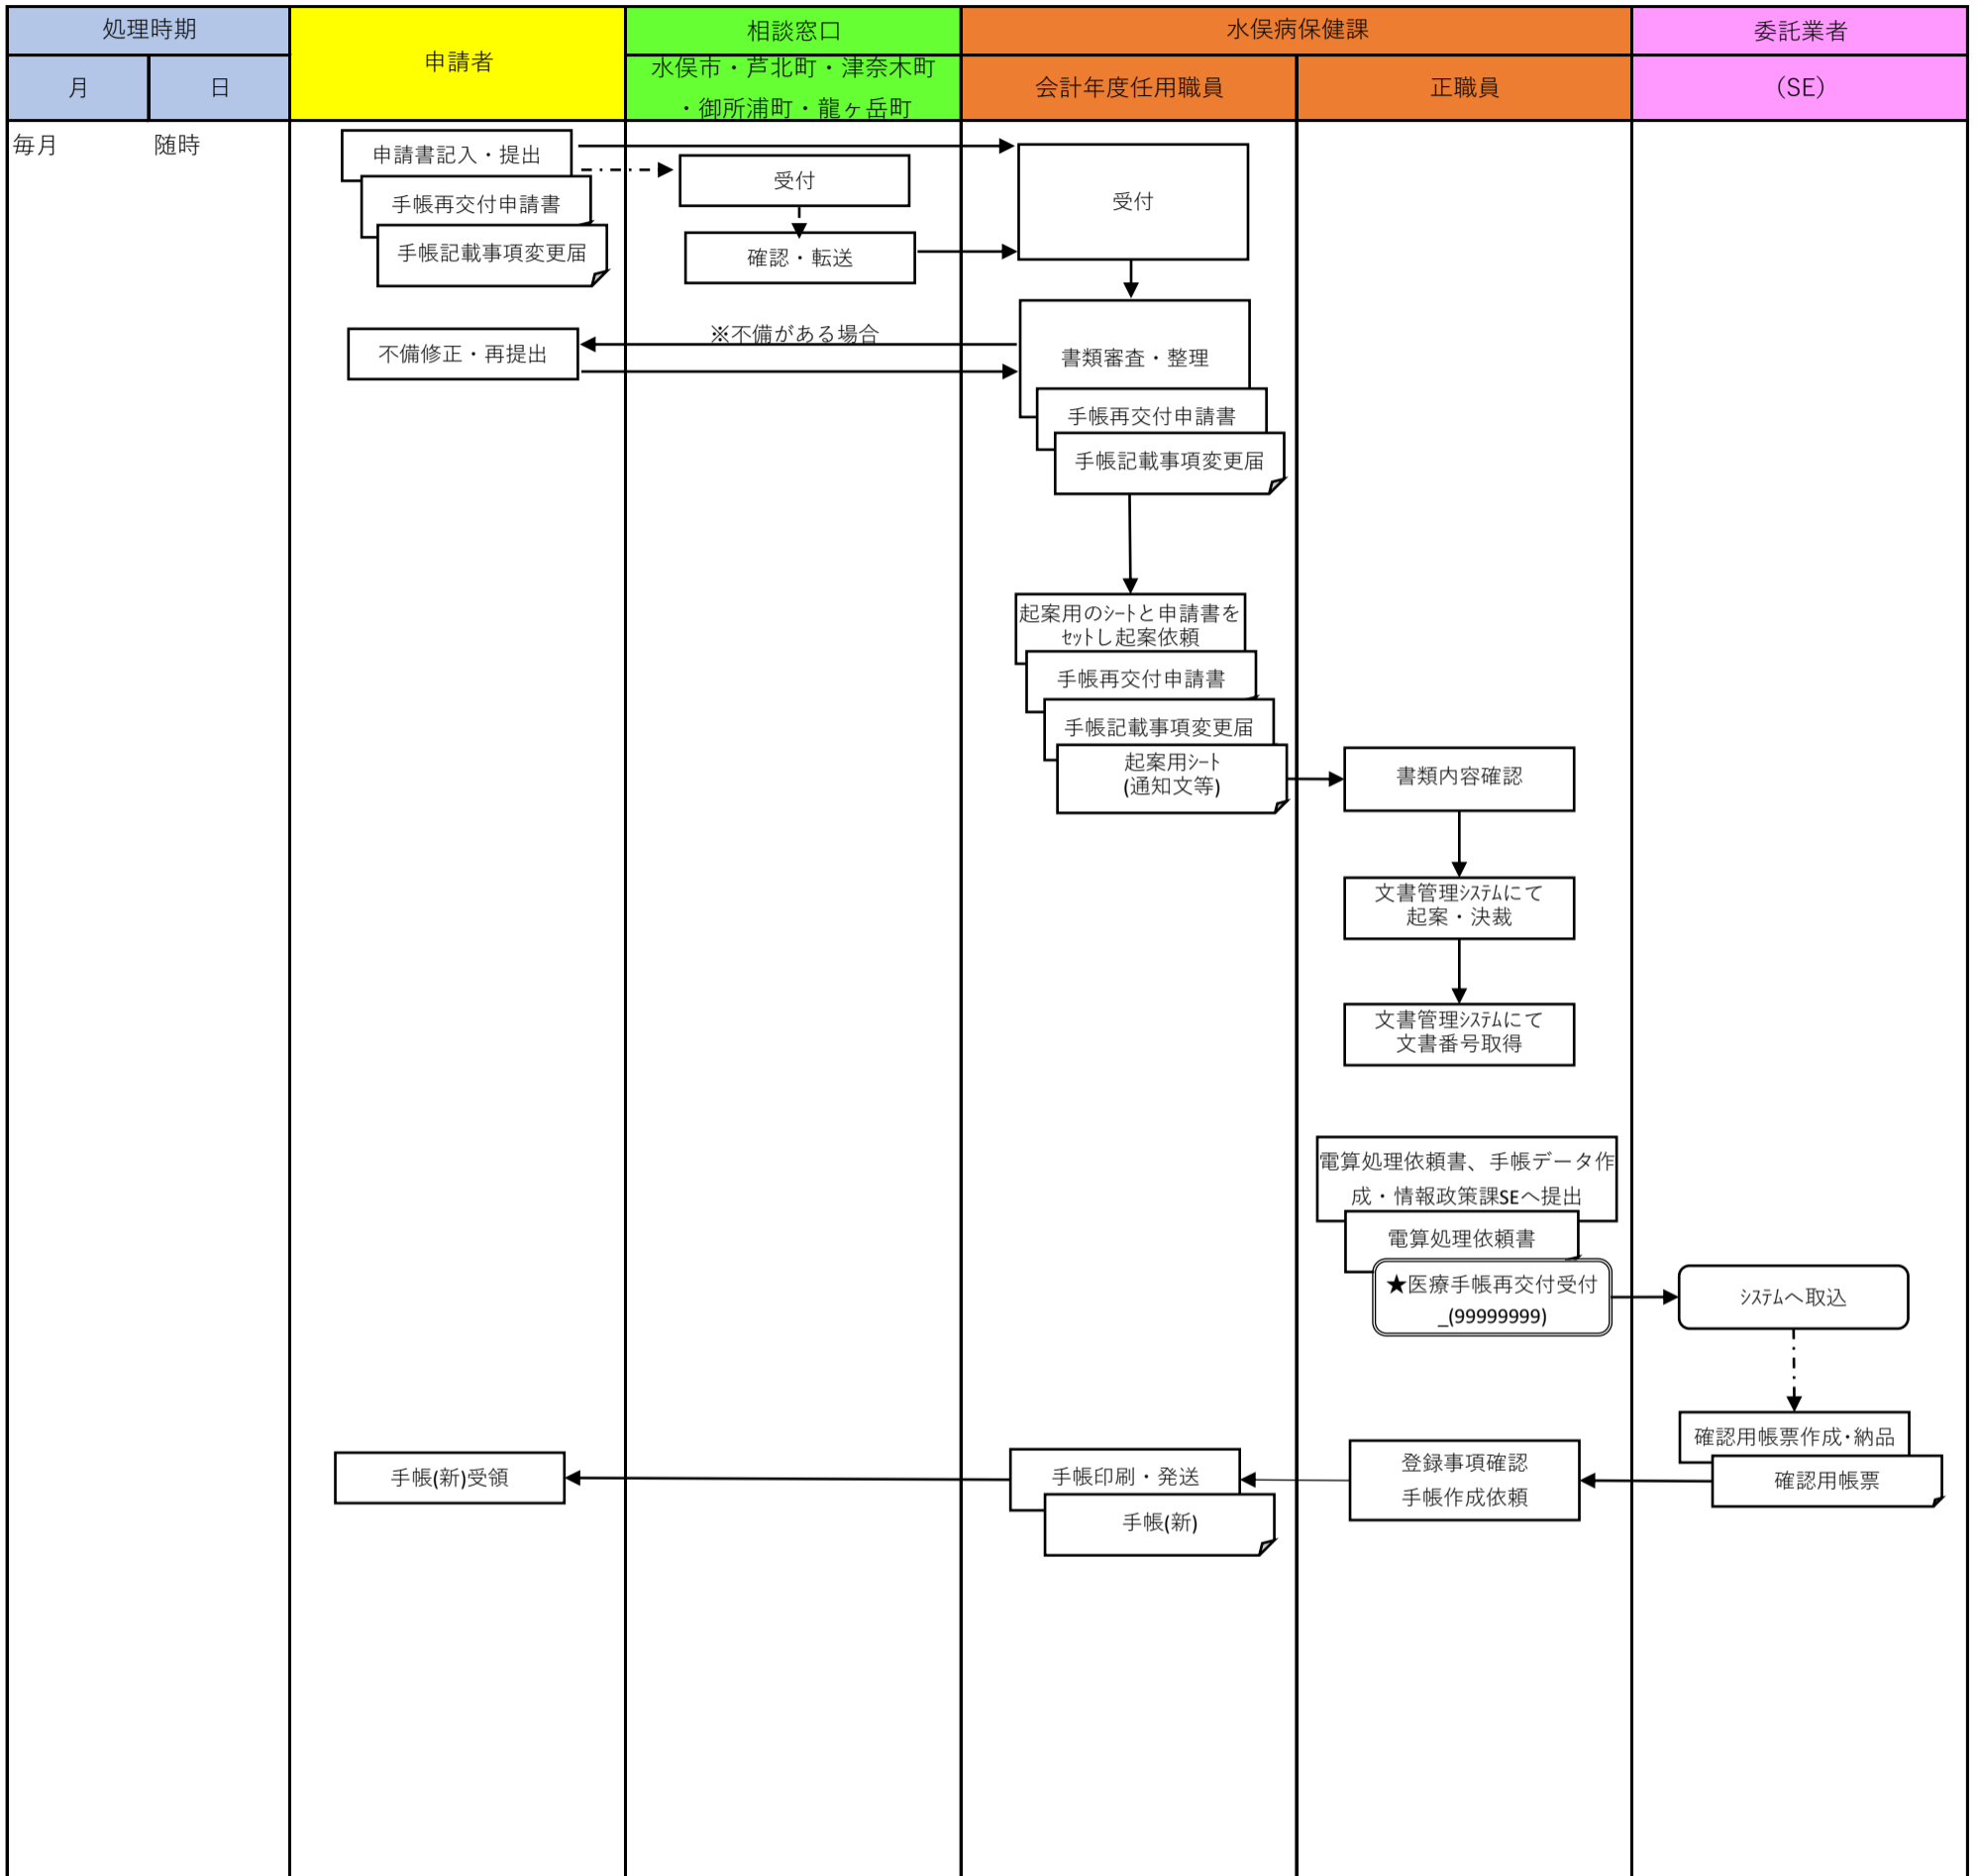 処理時期
申請者
相談窓口
水俣病保健課
委託業者
月
日
水俣市・芦北町・津奈木町
・御所浦町・龍ヶ岳町
会計年度任用職員
正職員
（SE）
毎月
随時
申請書記入・提出
手帳再交付申請書
手帳記載事項変更届
受付
確認・転送
受付
※不備がある場合
不備修正・再提出
書類審査・整理
手帳再交付申請書
手帳記載事項変更届
起案用のｼｰﾄと申請書を
ｾｯﾄし起案依頼
手帳再交付申請書
手帳記載事項変更届
起案用ｼｰﾄ
(通知文等)
書類内容確認
文書管理ｼｽﾃﾑにて
起案・決裁
文書管理ｼｽﾃﾑにて
文書番号取得
電算処理依頼書、手帳データ作
成・情報政策課SEへ提出
電算処理依頼書
★医療手帳再交付受付
_(99999999)
ｼｽﾃﾑへ取込
確認用帳票作成･納品
確認用帳票
登録事項確認
手帳作成依頼
手帳印刷・発送
手帳(新)
手帳(新)受領